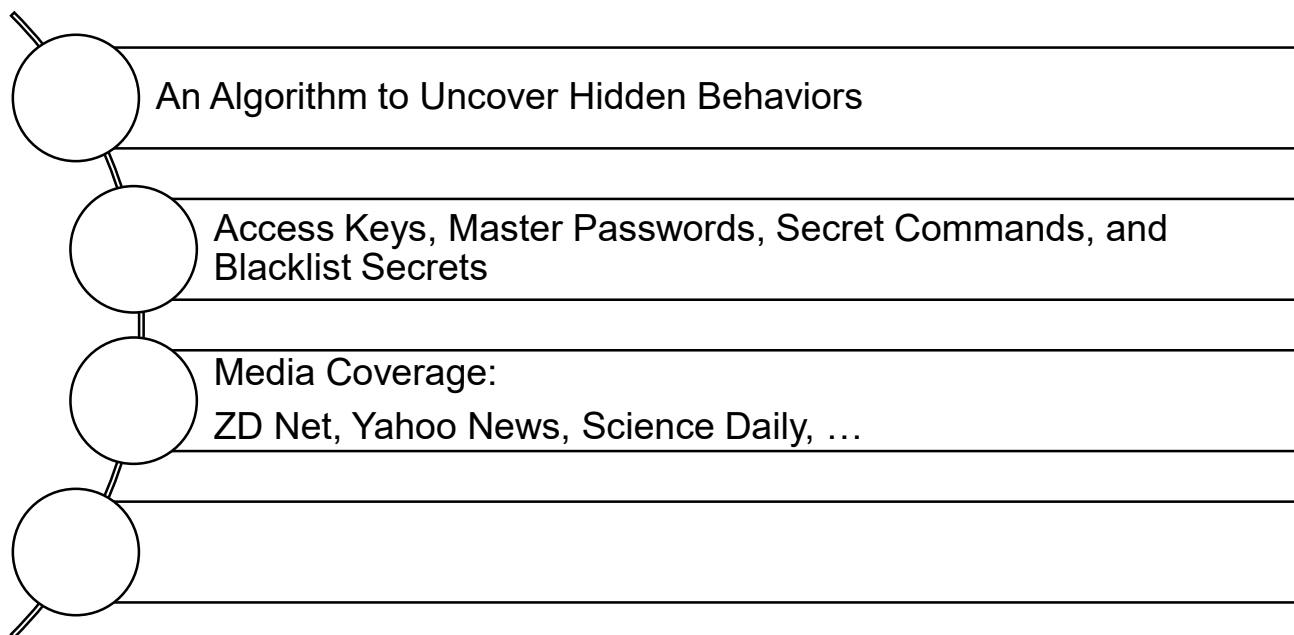 An Algorithm to Uncover Hidden Behaviors
Access Keys, Master Passwords, Secret Commands, and
Blacklist Secrets
Media Coverage:
ZD Net, Yahoo News, Science Daily, …